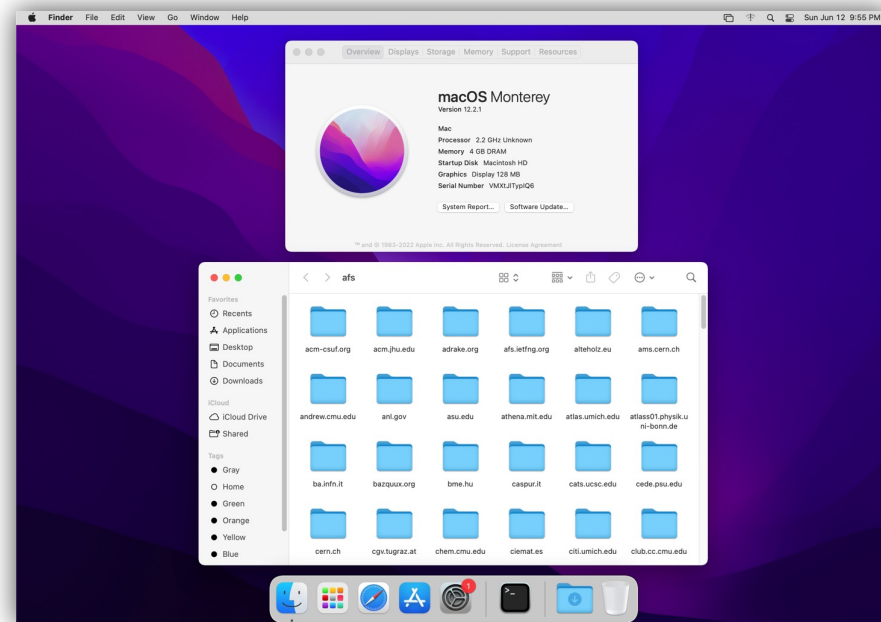 Finder File Edit View Go Window Help
Sun Jun 12 9:55 PM
Overview Displays Storage Memory Support Resources
macOS Monterey
Version 12.2.1
Mac
Processor 2.2 GHz Unknown
Memory 4 GB DRAM
Startup Disk Macintosh HD
Graphics Display 128 MB
Serial Number
System Report... Software Update...
™ and © 1983-2022 Apple Inc. All Rights Reserved. License Agreement
afs
Favorites
Recents
Applications
Desktop
Documents
Downloads
iCloud
iCloud Drive
Shared
Tags
Gray
Home
Green
Orange
Yellow
Blue
acm-csuf.org acm.jhu.edu adrake.org afs.ietfng.org alteholz.eu ams.cern.ch
andrew.cmu.edu anl.gov asu.edu athena.mit.edu atlas.umich.edu atlass01.physik.u
ni-bonn.de
ba.infn.it bazquux.org bme.hu caspur.it cats.ucsc.edu cede.psu.edu
cern.ch cgv.tugraz.at chem.cmu.edu ciemat.es citi.umich.edu club.cc.cmu.edu
1